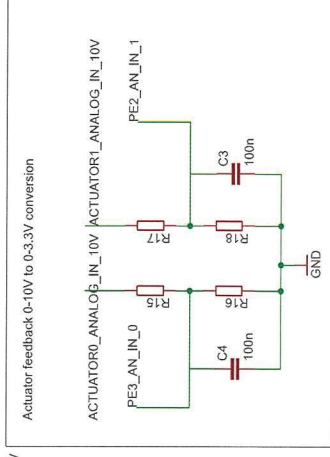 Actuator feedback 0-10V to 0-3.3V conversion
ACTUATOR0_ANALOG_IN_10V
ACTUATOR1_ANALOG_IN_10V
PE3_AN_IN_0
PE2_AN_IN_1
R15
R17
R16
R18
C4
100n
C3
100n
GND